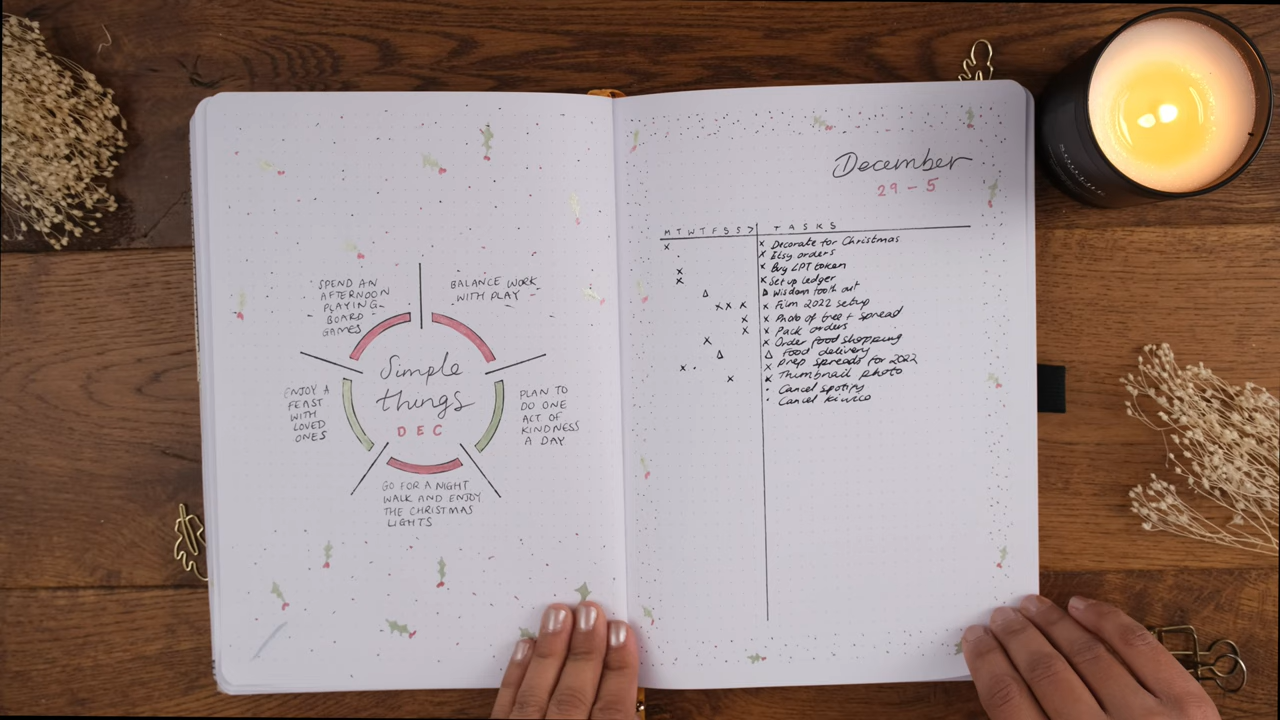 SPEND AN
AFTERNOON
PLAYING
BOARD
GAMES
BALANCE WORK
WITH PLAY
ENJOY A
FEAST
WITH
LOVED
ONES
Simple
things
DEC
PLAN TO
DO ONE
ACT OF
KINDNESS
A DAY
GO FOR A NIGHT
WALK AND ENJOY
THE CHRISTMAS
LIGHTS
December
29 - 5
M T W T F S S > TASKS
x Decorate for Christmas
x Etsy orders
x Buy LPT token
x Set up ledger
Δ Wisdom tooth out
x Film 2022 setup
x Photo of tree + spread
x Pack orders
x Order food shopping
Δ Food delivery
x Prep spreads for 2022
x Thumbnail photo
· Cancel spotify
· Cancel kiwico